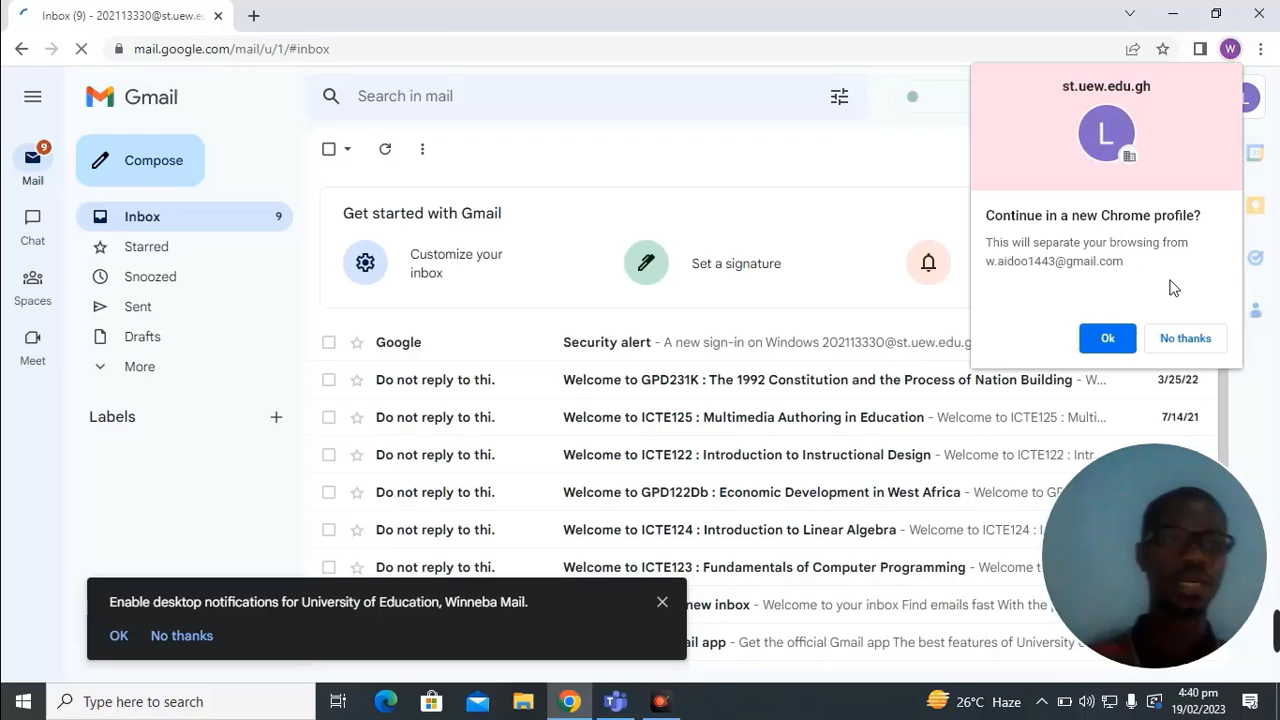 Inbox (9) - 202113330@st.uew.e
mail.google.com/mail/u/1/#inbox
W
st.uew.edu.gh
L
Continue in a new Chrome profile?
This will separate your browsing from
w.aidoo1443@gmail.com
Ok
No thanks
Gmail
Search in mail
L
9
Mail
Chat
Spaces
Meet
Compose
Inbox 9
Starred
Snoozed
Sent
Drafts
More
Labels
Get started with Gmail
Customize your
inbox
Set a signature
Google Security alert - A new sign-in on Windows 202113330@st.uew.edu.g
Do not reply to thi. Welcome to GPD231K : The 1992 Constitution and the Process of Nation Building - W... 3/25/22
Do not reply to thi. Welcome to ICTE125 : Multimedia Authoring in Education - Welcome to ICTE125 : Multi... 7/14/21
Do not reply to thi. Welcome to ICTE122 : Introduction to Instructional Design - Welcome to ICTE122 : Intr
Do not reply to thi. Welcome to GPD122Db : Economic Development in West Africa - Welcome to GP
Do not reply to thi. Welcome to ICTE124 : Introduction to Linear Algebra - Welcome to ICTE124 : I
Do not reply to thi. Welcome to ICTE123 : Fundamentals of Computer Programming - Welcome to
new inbox - Welcome to your inbox Find emails fast With the
ail app - Get the official Gmail app The best features of University
Enable desktop notifications for University of Education, Winneba Mail.
OK No thanks
Type here to search
26°C Haze
4:40 pm
19/02/2023